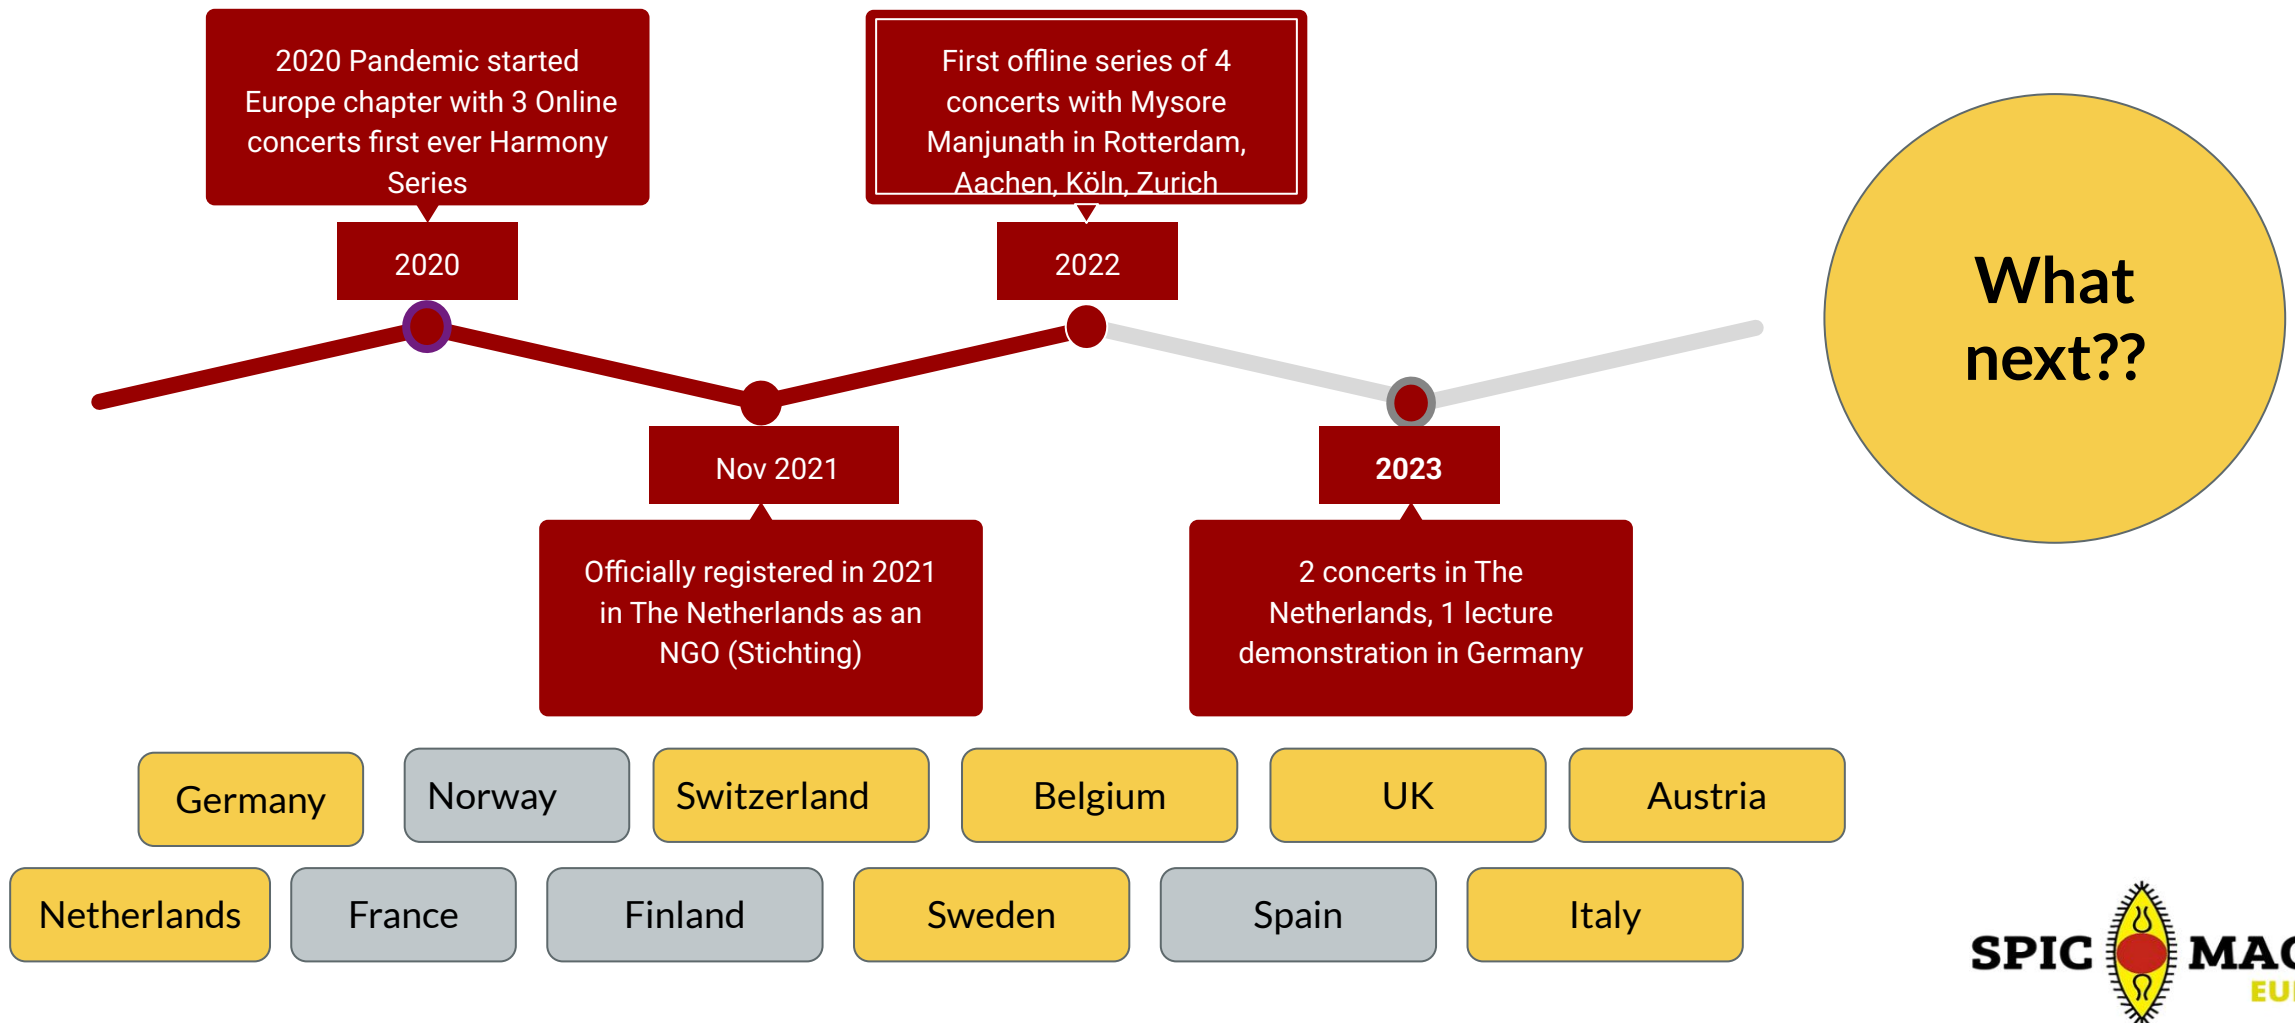 2020 Pandemic started
Europe chapter with 3 Online
concerts first ever Harmony
Series
2020
First offline series of 4
concerts with Mysore
Manjunath in Rotterdam,
Aachen, Köln, Zurich
2022
What
next??
Nov 2021
Officially registered in 2021
in The Netherlands as an
NGO (Stichting)
2023
2 concerts in The
Netherlands, 1 lecture
demonstration in Germany
Germany
Norway
Switzerland
Belgium
UK
Austria
Netherlands
France
Finland
Sweden
Spain
Italy
SPIC